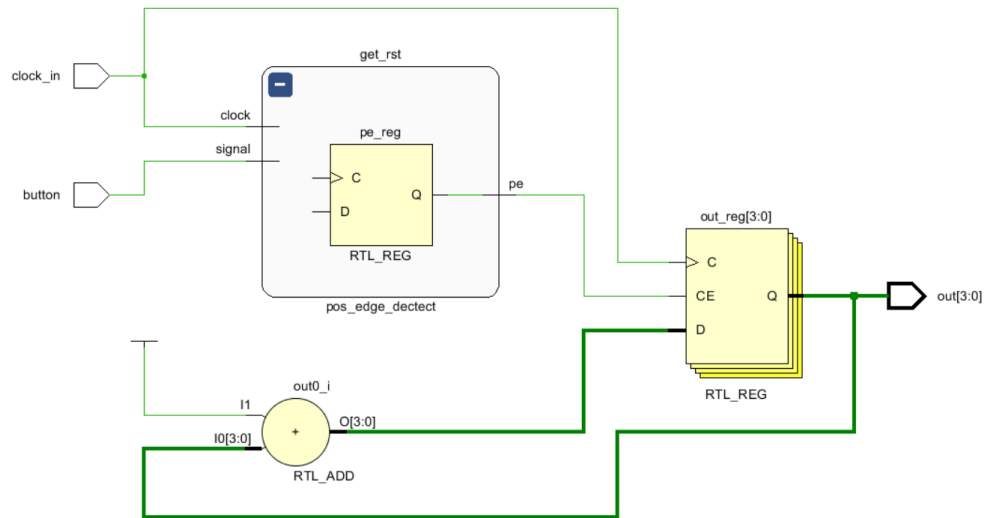 get_rst
clock_in
clock
pe_reg
signal
pe
button
C
Q
D
RTL_REG
pos_edge_dectect
out_reg[3:0]
C
CE
Q
D
out[3:0]
RTL_REG
out0_i
I1
O[3:0]
I0[3:0]
+
RTL_ADD